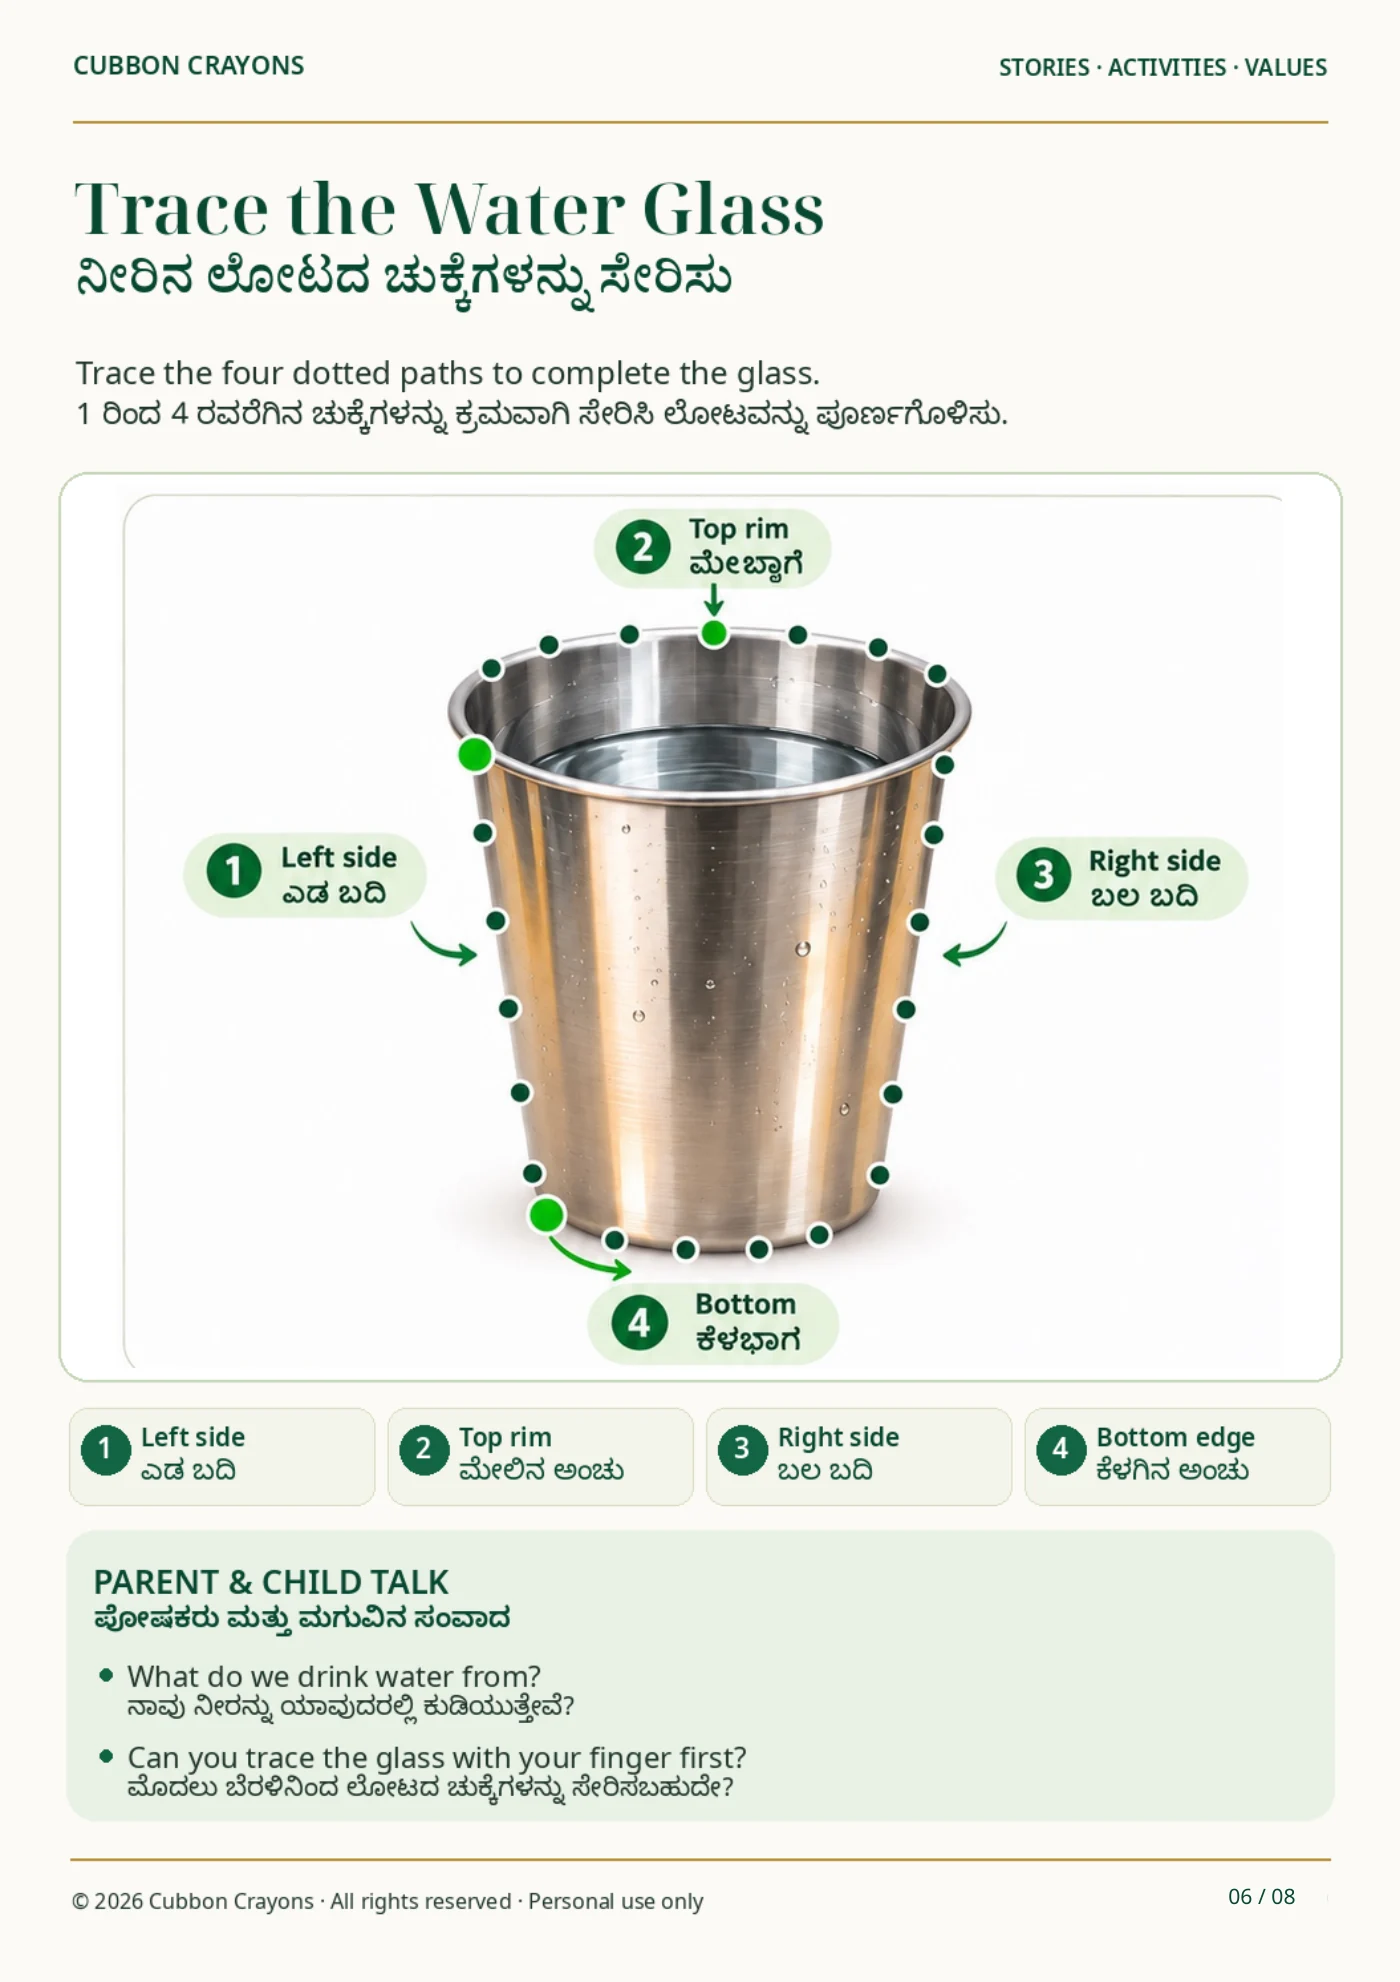 CUBBON CRAYONS
STORIES · ACTIVITIES · VALUES
Trace the Water Glass
ನೀರಿನ ಲೋಟದ ಚುಕ್ಕೆಗಳನ್ನು ಸೇರಿಸು
Trace the four dotted paths to complete the glass.
1 ರಿಂದ 4 ರವರೆಗಿನ ಚುಕ್ಕೆಗಳನ್ನು ಕ್ರಮವಾಗಿ ಸೇರಿಸಿ ಲೋಟವನ್ನು ಪೂರ್ಣಗೊಳಿಸು.
2 Top rim
1 Left side
ಎಡ ಬದಿ
3 Right side
ಬಲ ಬದಿ
4 Bottom
ಕೆಳಭಾಗ
1 Left side
ಎಡ ಬದಿ
2 Top rim
ಮೇಲಿನ ಅಂಚು
3 Right side
ಬಲ ಬದಿ
4 Bottom edge
ಕೆಳಗಿನ ಅಂಚು
PARENT & CHILD TALK
ಪೋಷಕರು ಮತ್ತು ಮಗುವಿನ ಸಂವಾದ
• What do we drink water from?
ನಾವು ನೀರನ್ನು ಯಾವುದರಲ್ಲಿ ಕುಡಿಯುತ್ತೇವೆ?
• Can you trace the glass with your finger first?
ಮೊದಲು ಬೆರಳಿನಿಂದ ಲೋಟದ ಚುಕ್ಕೆಗಳನ್ನು ಸೇರಿಸಬಹುದೇ?
© 2026 Cubbon Crayons · All rights reserved · Personal use only
06 / 08